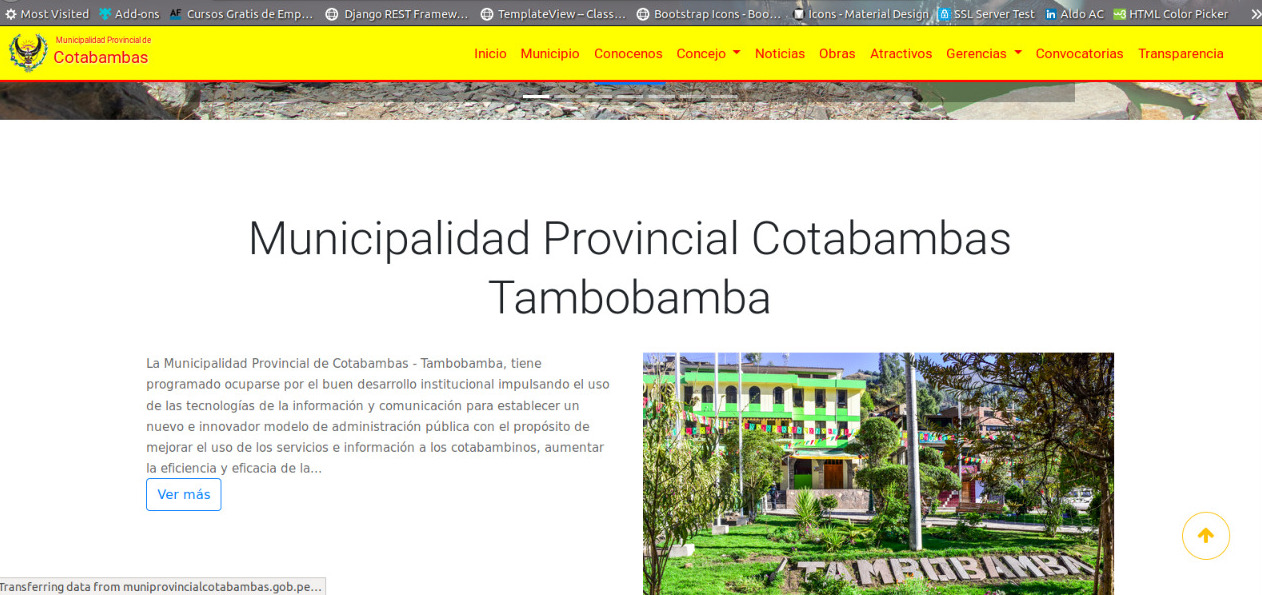 Most Visited Add-ons AF Cursos Gratis de Emp… Django REST Framew… TemplateView – Class… Bootstrap Icons - Boo… Icons - Material Design SSL Server Test in Aldo AC HTML Color Picker
Municipalidad Provincial de
Cotabambas
Inicio Municipio Conocenos Concejo Noticias Obras Atractivos Gerencias Convocatorias Transparencia
Municipalidad Provincial Cotabambas
Tambobamba
La Municipalidad Provincial de Cotabambas - Tambobamba, tiene
programado ocuparse por el buen desarrollo institucional impulsando el uso
de las tecnologías de la información y comunicación para establecer un
nuevo e innovador modelo de administración pública con el propósito de
mejorar el uso de los servicios e información a los cotabambinos, aumentar
la eficiencia y eficacia de la...
Ver más
TAMBOBAMBA
Transferring data from muniprovincialcotabambas.gob.pe…